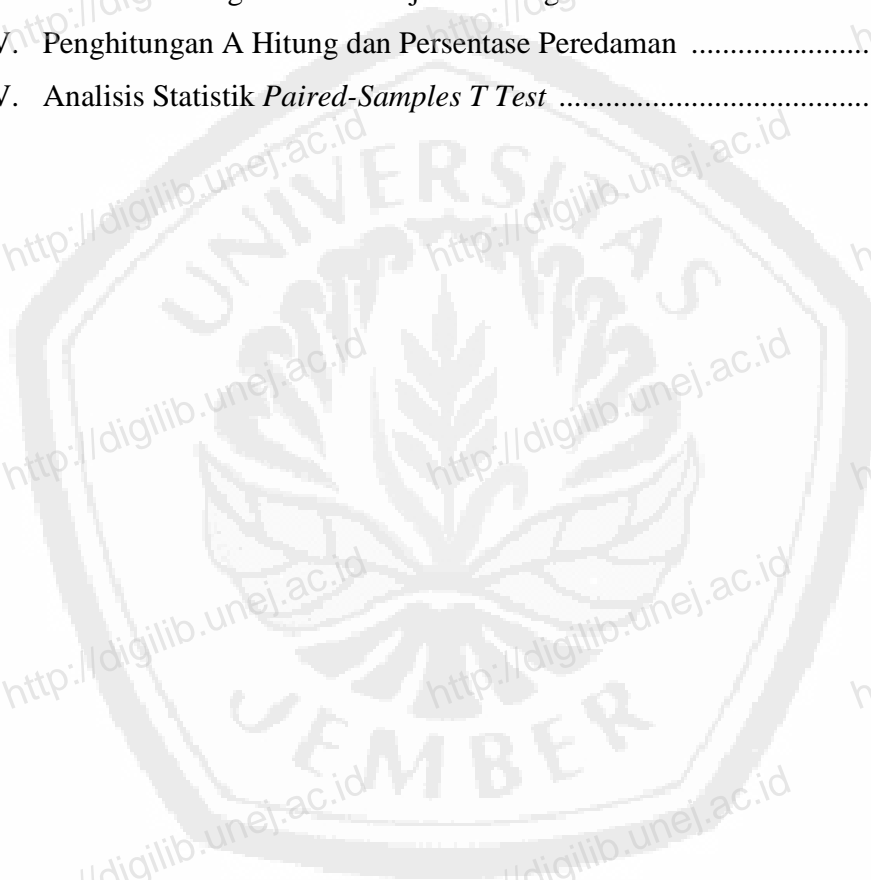 V. Penghitungan A Hitung dan Persentase Peredaman ......................
V. Analisis Statistik Paired-Samples T Test ......................................
http://digilib.unej.ac.id
http://digilib.unej.ac.id
UNIVERSITAS
http://digilib.unej.ac.id
http://digilib.unej.ac.id
http://digilib.unej.ac.id
http://digilib.unej.ac.id
JEMBER
//digilib.unej.ac.id
//digilib.unej.ac.id